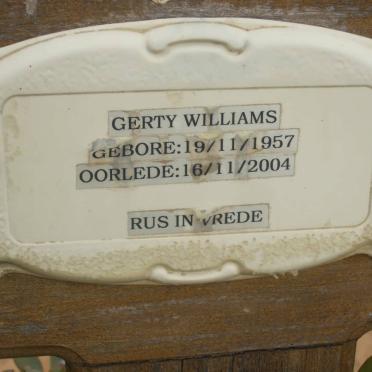 GERTY WILLIAMS
GEBORE:19/11/1957
OORLEDE:16/11/2004
RUS IN VREDE